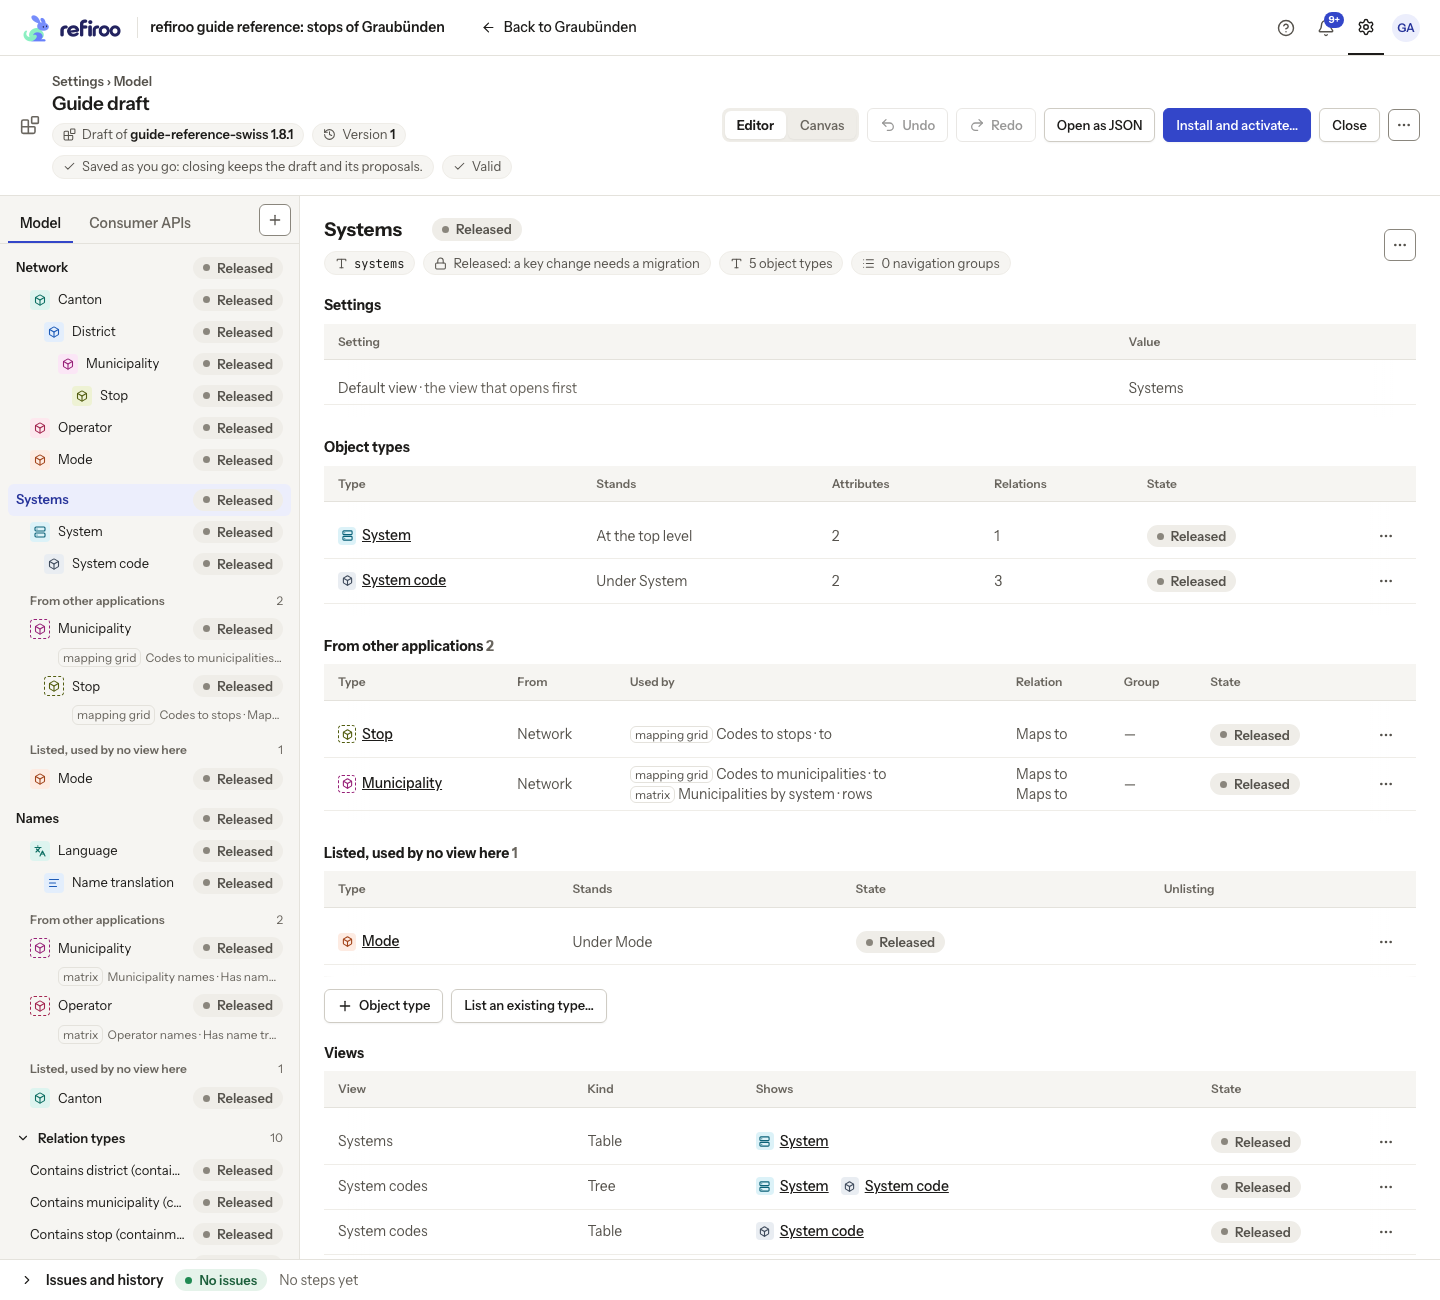 refiroo
refiroo guide reference: stops of Graubünden
Back to Graubünden
9+
GA
Settings › Model
Guide draft
Draft of guide-reference-swiss 1.8.1
Version 1
Saved as you go: closing keeps the draft and its proposals.
Valid
Editor
Canvas
Undo
Redo
Open as JSON
Install and activate...
Close
Model
Consumer APIs
Network Released
Canton Released
District Released
Municipality Released
Stop Released
Operator Released
Mode Released
Systems Released
System Released
System code Released
From other applications 2
Municipality Released
mapping grid Codes to municipalities...
Stop Released
mapping grid Codes to stops · Map...
Listed, used by no view here 1
Mode Released
Names Released
Language Released
Name translation Released
From other applications 2
Municipality Released
matrix Municipality names · Has nam...
Operator Released
matrix Operator names · Has name tr...
Listed, used by no view here 1
Canton Released
Relation types 10
Contains district (contai... Released
Contains municipality (c... Released
Contains stop (containm... Released
Systems Released
systems
Released: a key change needs a migration
5 object types
0 navigation groups
Settings
Setting Value
Default view · the view that opens first Systems
Object types
Type Stands Attributes Relations State
System At the top level 2 1 Released
System code Under System 2 3 Released
From other applications 2
Type From Used by Relation Group State
Stop Network mapping grid Codes to stops · to Maps to — Released
Municipality Network mapping grid Codes to municipalities · to Maps to — Released
matrix Municipalities by system · rows Maps to
Listed, used by no view here 1
Type Stands State Unlisting
Mode Under Mode Released
Object type
List an existing type...
Views
View Kind Shows State
Systems Table System Released
System codes Tree System System code Released
System codes Table System code Released
Issues and history
No issues
No steps yet